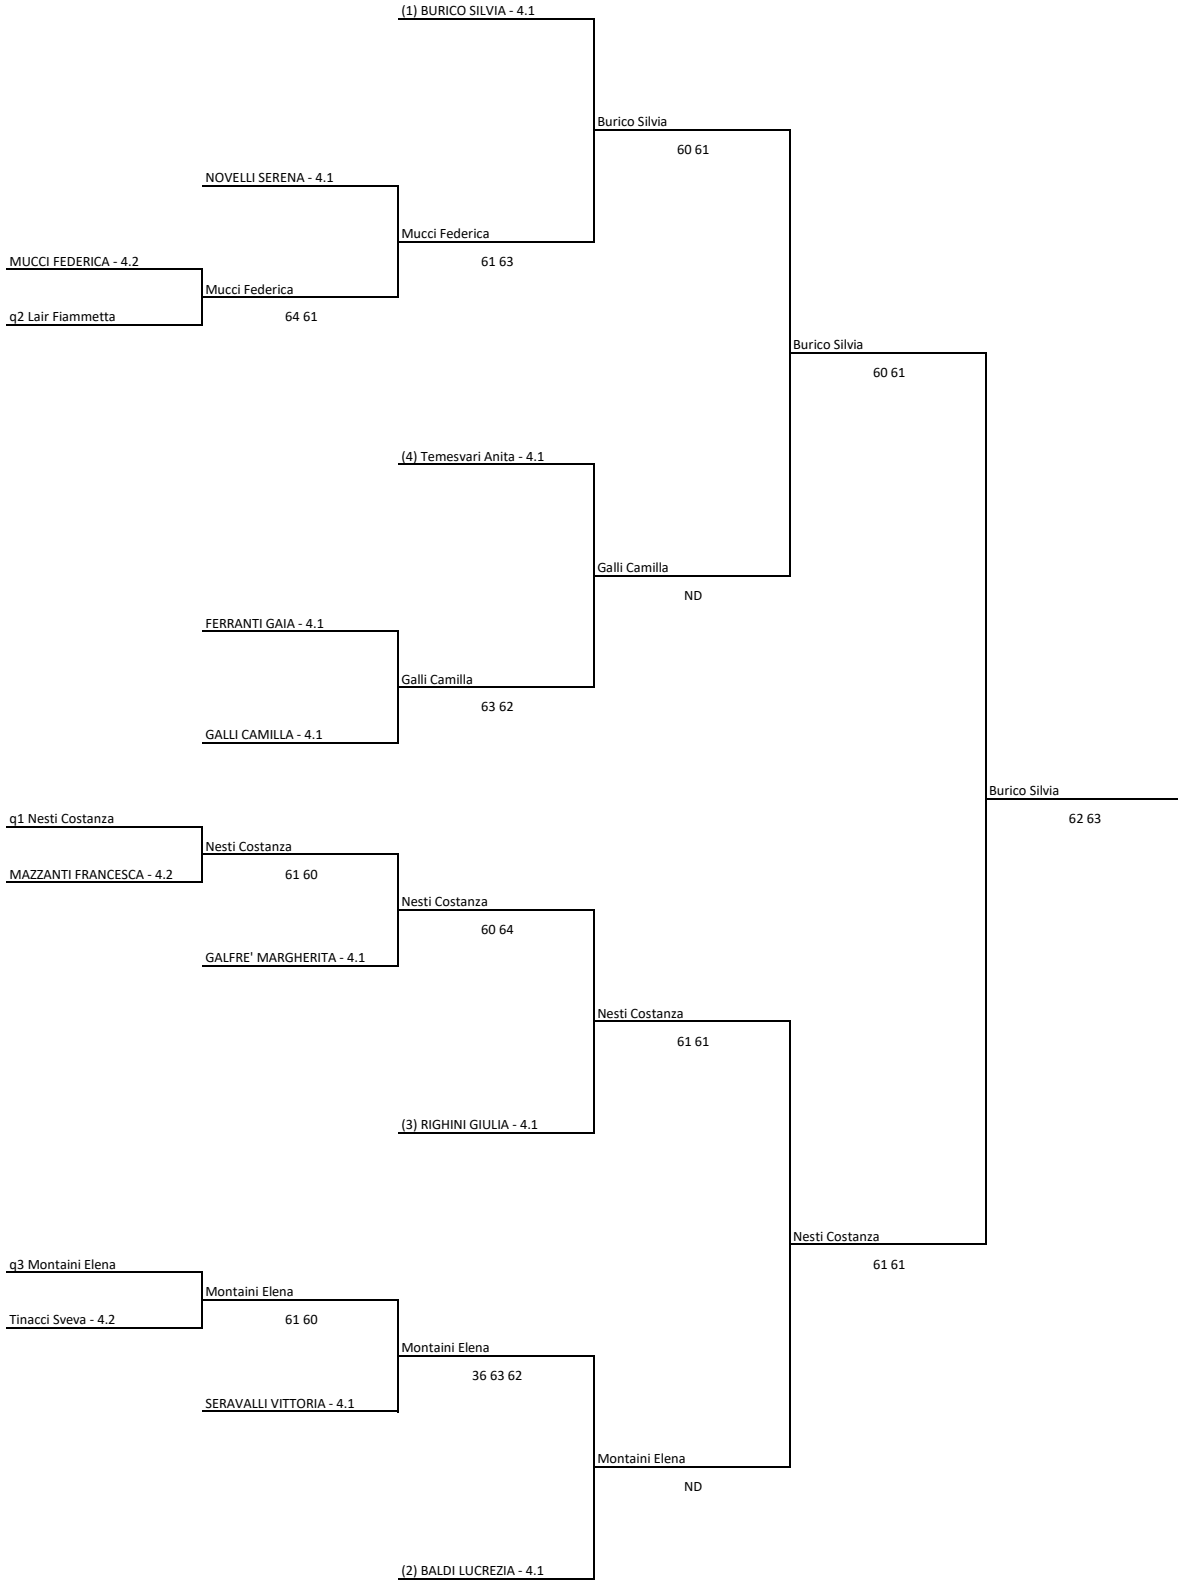 (1) BURICO SILVIA - 4.1
Burico Silvia
60 61
NOVELLI SERENA - 4.1
Mucci Federica
61 63
MUCCI FEDERICA - 4.2
Mucci Federica
64 61
q2 Lair Fiammetta
Burico Silvia
60 61
(4) Temesvari Anita - 4.1
Galli Camilla
ND
FERRANTI GAIA - 4.1
Galli Camilla
63 62
GALLI CAMILLA - 4.1
Burico Silvia
62 63
q1 Nesti Costanza
Nesti Costanza
61 60
MAZZANTI FRANCESCA - 4.2
Nesti Costanza
60 64
GALFRE' MARGHERITA - 4.1
Nesti Costanza
61 61
(3) RIGHINI GIULIA - 4.1
Nesti Costanza
61 61
q3 Montaini Elena
Montaini Elena
61 60
Tinacci Sveva - 4.2
Montaini Elena
36 63 62
SERAVALLI VITTORIA - 4.1
Montaini Elena
ND
(2) BALDI LUCREZIA - 4.1